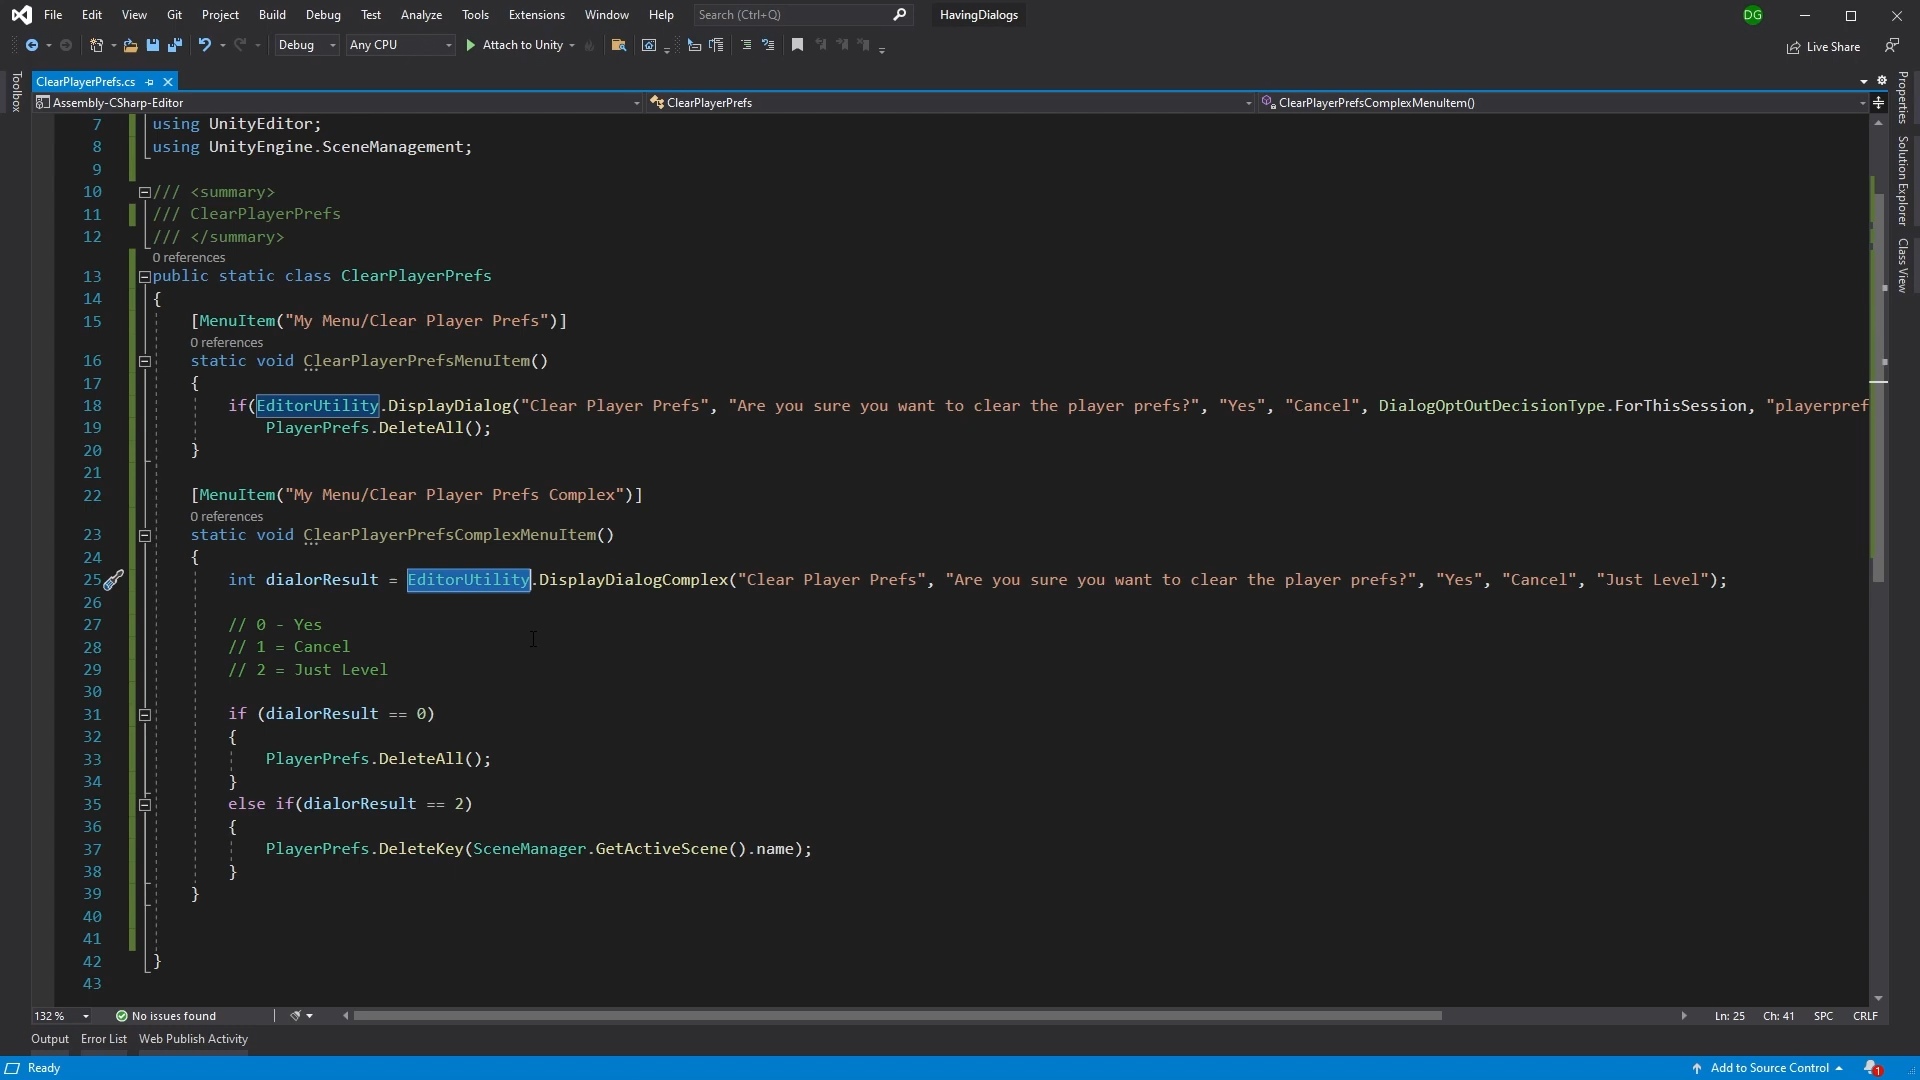 File Edit View Git Project Build Debug Test Analyze Tools Extensions Window Help Search (Ctrl+Q) HavingDialogs DG
Debug Any CPU Attach to Unity Live Share
Toolbox
ClearPlayerPrefs.cs
Assembly-CSharp-Editor ClearPlayerPrefs ClearPlayerPrefsComplexMenuItem()
Properties
Solution Explorer
Class View
7 using UnityEditor;
8 using UnityEngine.SceneManagement;
9
10 /// <summary>
11 /// ClearPlayerPrefs
12 /// </summary>
0 references
13 public static class ClearPlayerPrefs
14 {
15 [MenuItem("My Menu/Clear Player Prefs")]
0 references
16 static void ClearPlayerPrefsMenuItem()
17 {
18 if(EditorUtility.DisplayDialog("Clear Player Prefs", "Are you sure you want to clear the player prefs?", "Yes", "Cancel", DialogOptOutDecisionType.ForThisSession, "playerpref
19 PlayerPrefs.DeleteAll();
20 }
21
22 [MenuItem("My Menu/Clear Player Prefs Complex")]
0 references
23 static void ClearPlayerPrefsComplexMenuItem()
24 {
25 int dialorResult = EditorUtility.DisplayDialogComplex("Clear Player Prefs", "Are you sure you want to clear the player prefs?", "Yes", "Cancel", "Just Level");
26
27 // 0 - Yes
28 // 1 = Cancel
29 // 2 = Just Level
30
31 if (dialorResult == 0)
32 {
33 PlayerPrefs.DeleteAll();
34 }
35 else if(dialorResult == 2)
36 {
37 PlayerPrefs.DeleteKey(SceneManager.GetActiveScene().name);
38 }
39 }
40
41
42 }
43
132 % No issues found Ln: 25 Ch: 41 SPC CRLF
Output Error List Web Publish Activity
Ready Add to Source Control 1